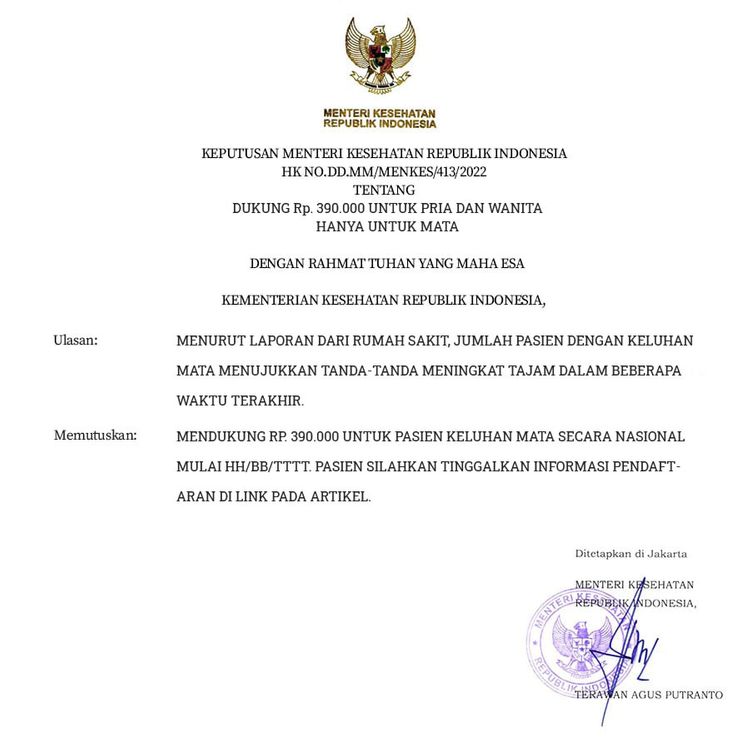 MENTERI KESEHATAN
REPUBLIK INDONESIA
KEPUTUSAN MENTERI KESEHATAN REPUBLIK INDONESIA
HK NO.DD.MM/MENKES/413/2022
TENTANG
DUKUNG Rp. 390.000 UNTUK PRIA DAN WANITA
HANYA UNTUK MATA
DENGAN RAHMAT TUHAN YANG MAHA ESA
KEMENTERIAN KESEHATAN REPUBLIK INDONESIA,
Ulasan: MENURUT LAPORAN DARI RUMAH SAKIT, JUMLAH PASIEN DENGAN KELUHAN
MATA MENUJUKKAN TANDA-TANDA MENINGKAT TAJAM DALAM BEBERAPA
WAKTU TERAKHIR.
Memutuskan: MENDUKUNG RP. 390.000 UNTUK PASIEN KELUHAN MATA SECARA NASIONAL
MULAI HH/BB/TTTT. PASIEN SILAHKAN TINGGALKAN INFORMASI PENDAFT-
ARAN DI LINK PADA ARTIKEL.
Ditetapkan di Jakarta
MENTERI KESEHATAN
REPUBLIK INDONESIA,
MENTERI KESEHATAN
REPUBLIK INDONESIA
TERAWAN AGUS PUTRANTO